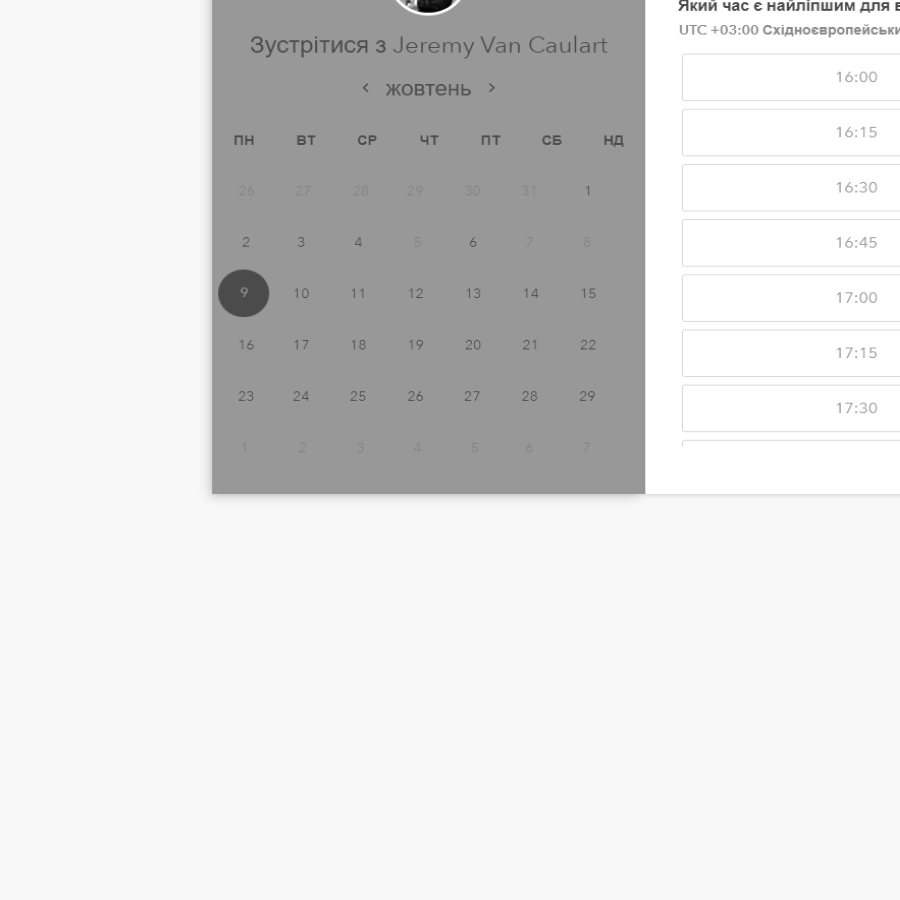 Зустрітися з Jeremy Van Caulart
‹ жовтень ›
ПН ВТ СР ЧТ ПТ СБ НД
26 27 28 29 30 31 1
2 3 4 5 6 7 8
9 10 11 12 13 14 15
16 17 18 19 20 21 22
23 24 25 26 27 28 29
1 2 3 4 5 6 7
Який час є найліпшим для
UTC +03:00
16:00
16:15
16:30
16:45
17:00
17:15
17:30